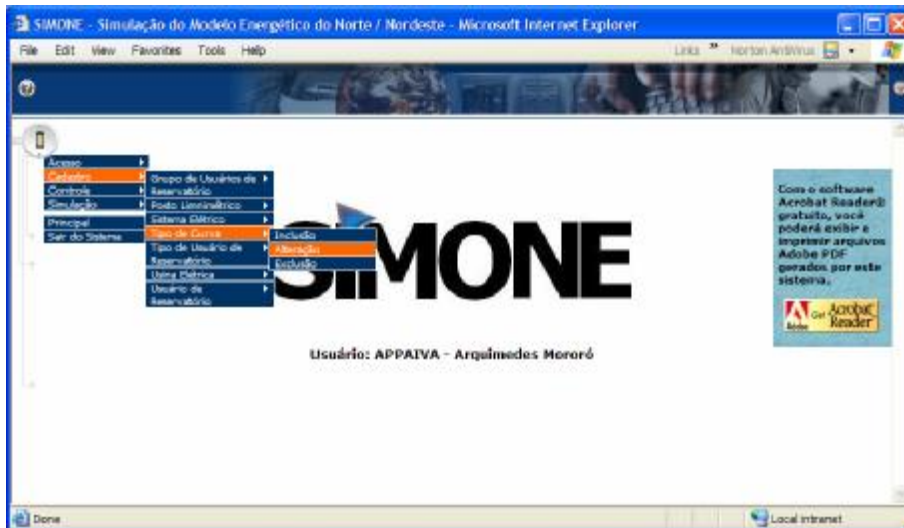 SIMONE - Simulação do Modelo Energético do Norte / Nordeste - Microsoft Internet Explorer
File Edit View Favorites Tools Help
Links » Norton AntiVirus
Acesso
Cadastro
Controle
Simulação
Principal
Sair do Sistema
Grupo de Usuários de
Reservatório
Posto Limnimétrico
Sistema Elétrico
Tipo de Curva
Tipo de Usuário de
Reservatório
Usina Elétrica
Usuário de
Reservatório
Inclusão
Alteração
Exclusão
SIMONE
Usuário: APPAIVA - Arquimedes Mororó
Com o software
Acrobat Reader®
gratuito, você
poderá exibir e
imprimir arquivos
Adobe PDF
gerados por este
sistema.
Adobe
Get Acrobat
Reader
Done
Local intranet